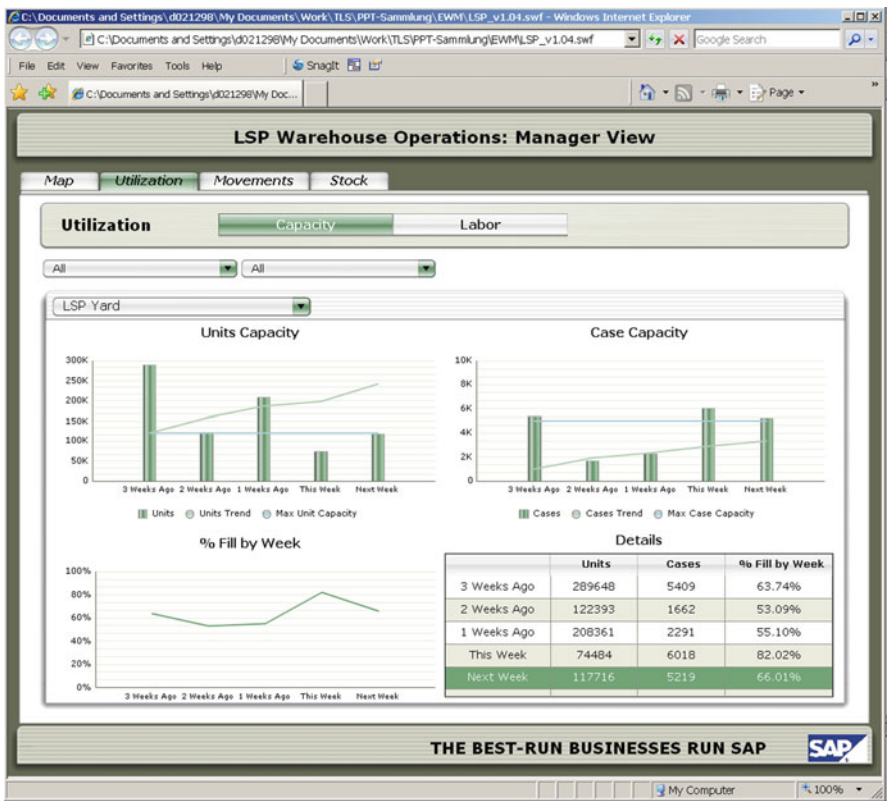 C:\Documents and Settings\d021298\My Documents\Work\TLS\PPT-Sammlung\EWM\LSP_v1.04.swf - Windows Internet Explorer
C:\Documents and Settings\d021298\My Documents\Work\TLS\PPT-Sammlung\EWM\LSP_v1.04.swf
Google Search
File Edit View Favorites Tools Help
SnagIt
C:\Documents and Settings\d021298\My Doc...
Page
LSP Warehouse Operations: Manager View
Map Utilization Movements Stock
Utilization Capacity Labor
All All
LSP Yard
Units Capacity
300K
250K
200K
150K
100K
50K
0
3 Weeks Ago 2 Weeks Ago 1 Weeks Ago This Week Next Week
Units Units Trend Max Unit Capacity
Case Capacity
10K
8K
6K
4K
2K
0
3 Weeks Ago 2 Weeks Ago 1 Weeks Ago This Week Next Week
Cases Cases Trend Max Case Capacity
% Fill by Week
100%
80%
60%
40%
20%
0%
3 Weeks Ago 2 Weeks Ago 1 Weeks Ago This Week Next Week
Details
Units Cases % Fill by Week
3 Weeks Ago 289648 5409 63.74%
2 Weeks Ago 122393 1662 53.09%
1 Weeks Ago 208361 2291 55.10%
This Week 74484 6018 82.02%
Next Week 117716 5219 66.01%
THE BEST-RUN BUSINESSES RUN SAP
SAP
My Computer 100%